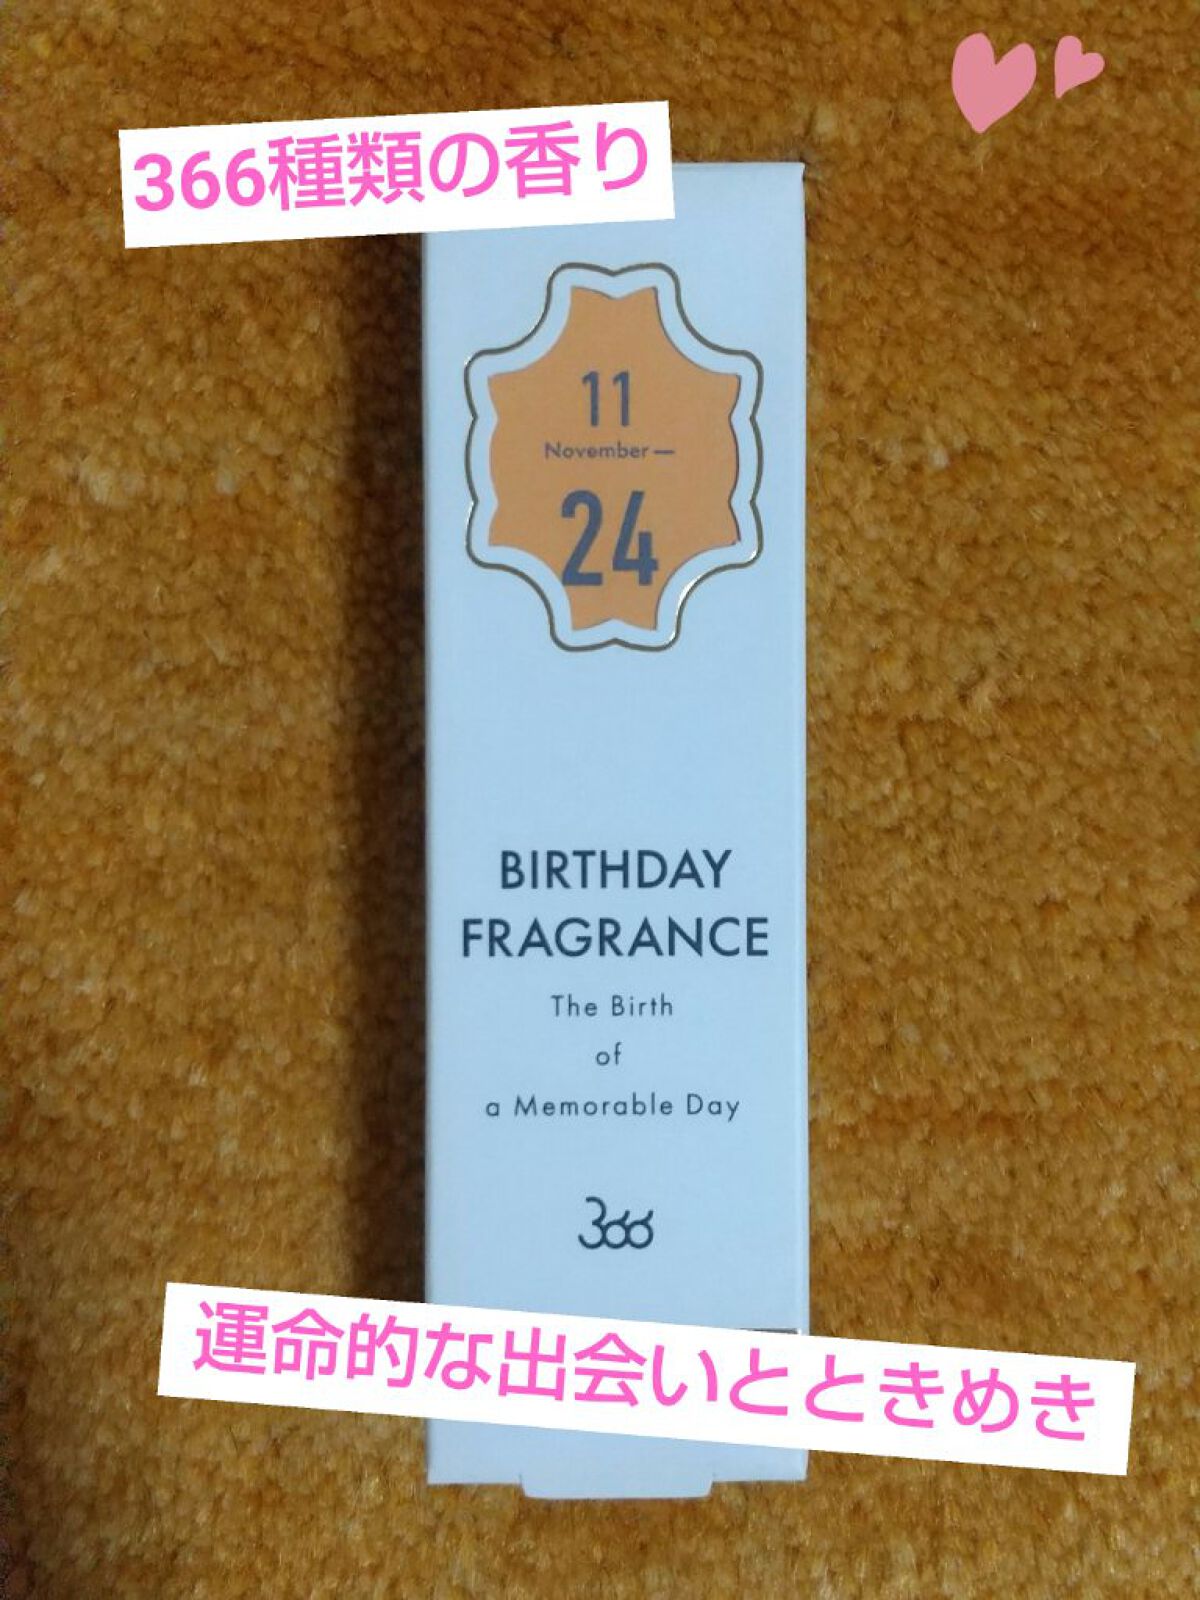 366種類の香り
11
November—
24
BIRTHDAY
FRAGRANCE
The Birth
of
a Memorable Day
366
運命的な出会いとときめき